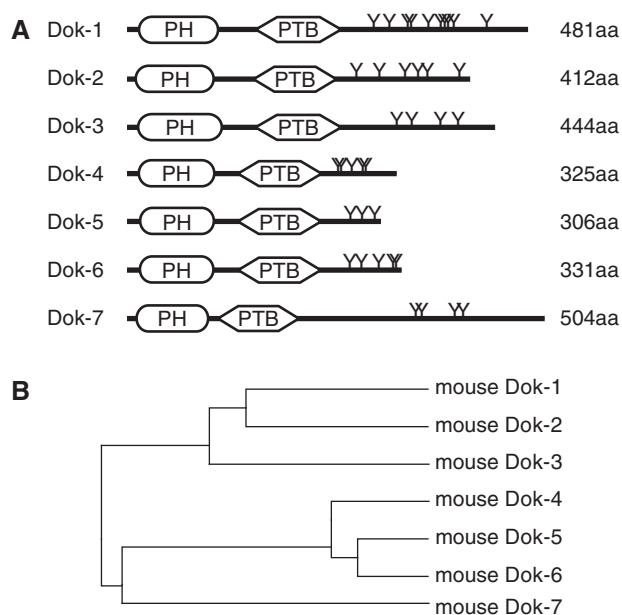 A
Dok-1 PH PTB Y Y Y Y Y Y Y Y Y Y 481aa
Dok-2 PH PTB Y Y Y Y Y Y 412aa
Dok-3 PH PTB Y Y Y Y 444aa
Dok-4 PH PTB Y Y Y Y Y 325aa
Dok-5 PH PTB Y Y Y 306aa
Dok-6 PH PTB Y Y Y Y Y 331aa
Dok-7 PH PTB Y Y Y Y 504aa
B
mouse Dok-1
mouse Dok-2
mouse Dok-3
mouse Dok-4
mouse Dok-5
mouse Dok-6
mouse Dok-7